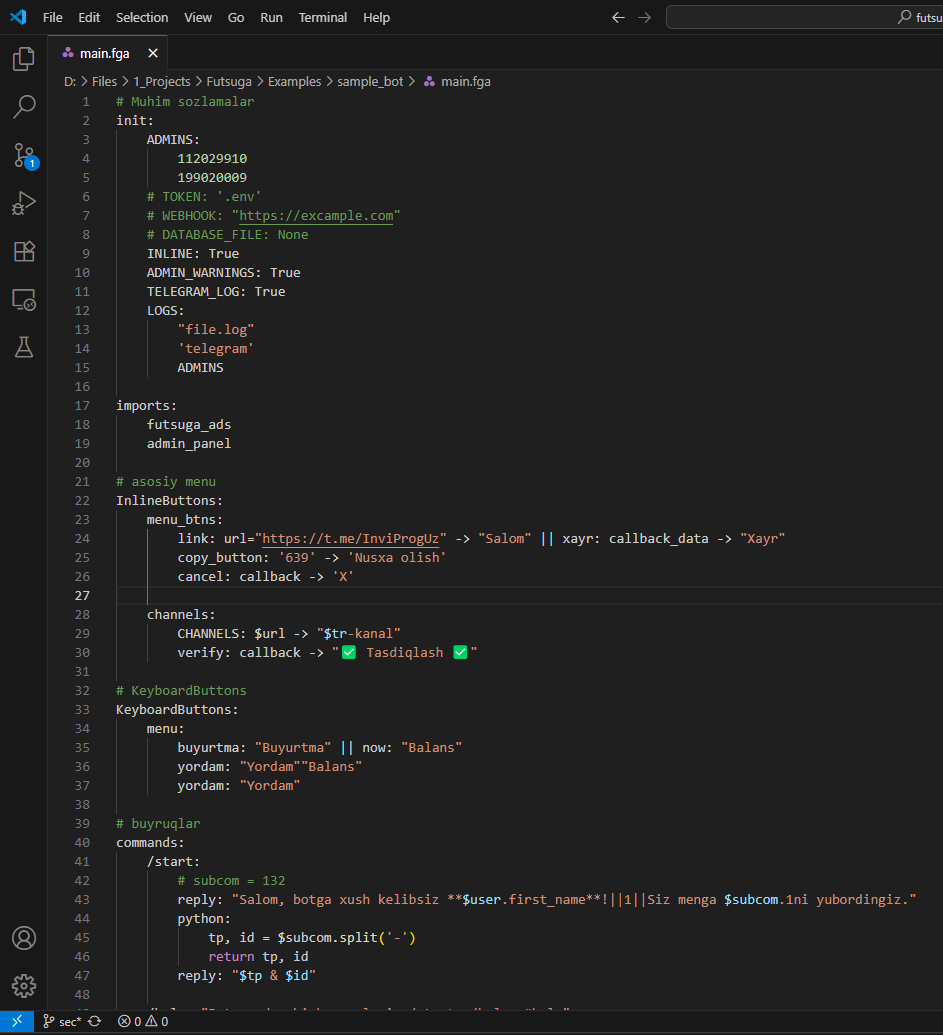 File Edit Selection View Go Run Terminal Help
futsu
main.fga
D: > Files > 1_Projects > Futsuga > Examples > sample_bot > main.fga
1 # Muhim sozlamalar
2 init:
3 ADMINS:
4 112029910
5 199020009
6 # TOKEN: '.env'
7 # WEBHOOK: "https://excample.com"
8 # DATABASE_FILE: None
9 INLINE: True
10 ADMIN_WARNINGS: True
11 TELEGRAM_LOG: True
12 LOGS:
13 "file.log"
14 'telegram'
15 ADMINS
16
17 imports:
18 futsuga_ads
19 admin_panel
20
21 # asosiy menu
22 InlineButtons:
23 menu_btns:
24 link: url="https://t.me/InviProgUz" -> "Salom" || xayr: callback_data -> "Xayr"
25 copy_button: '639' -> 'Nusxa olish'
26 cancel: callback -> 'X'
27
28 channels:
29 CHANNELS: $url -> "$tr-kanal"
30 verify: callback -> "✅ Tasdiqlash ✅"
31
32 # KeyboardButtons
33 KeyboardButtons:
34 menu:
35 buyurtma: "Buyurtma" || now: "Balans"
36 yordam: "Yordam""Balans"
37 yordam: "Yordam"
38
39 # buyruqlar
40 commands:
41 /start:
42 # subcom = 132
43 reply: "Salom, botga xush kelibsiz **$user.first_name**!||1||Siz menga $subcom.1ni yubordingiz."
44 python:
45 tp, id = $subcom.split('-')
46 return tp, id
47 reply: "$tp & $id"
48
1
sec* 0 0